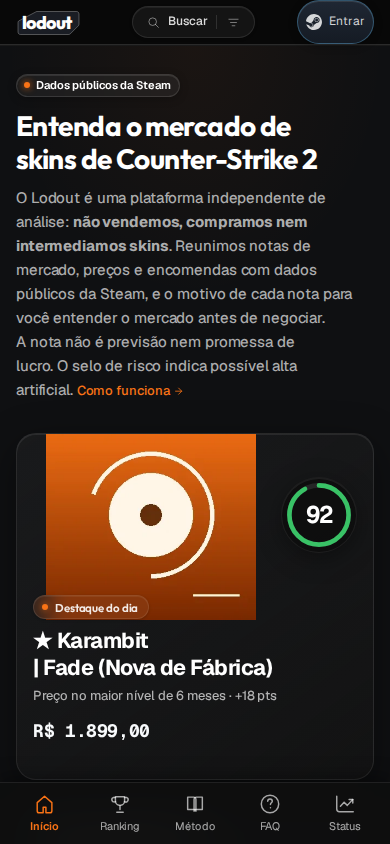 lodout
Buscar
Entrar
Dados públicos da Steam
Entenda o mercado de
skins de Counter-Strike 2
O Lodout é uma plataforma independente de
análise: não vendemos, compramos nem
intermediamos skins. Reunimos notas de
mercado, preços e encomendas com dados
públicos da Steam, e o motivo de cada nota para
você entender o mercado antes de negociar.
A nota não é previsão nem promessa de
lucro. O selo de risco indica possível alta
artificial. Como funciona →
92
Destaque do dia
★ Karambit
| Fade (Nova de Fábrica)
Preço no maior nível de 6 meses · +18 pts
R$ 1.899,00
Início
Ranking
Método
FAQ
Status